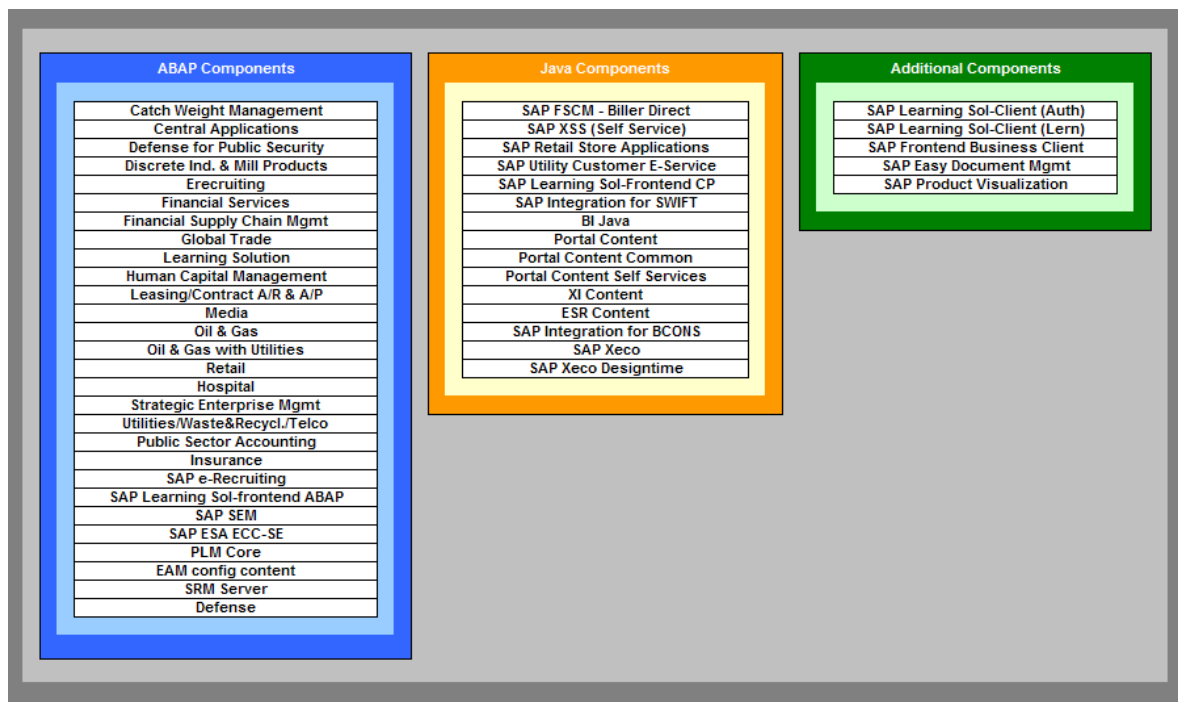 ABAP Components
Catch Weight Management
Central Applications
Defense for Public Security
Discrete Ind. & Mill Products
Erecruiting
Financial Services
Financial Supply Chain Mgmt
Global Trade
Learning Solution
Human Capital Management
Leasing/Contract A/R & A/P
Media
Oil & Gas
Oil & Gas with Utilities
Retail
Hospital
Strategic Enterprise Mgmt
Utilities/Waste&Recycl./Telco
Public Sector Accounting
Insurance
SAP e-Recruiting
SAP Learning Sol-frontend ABAP
SAP SEM
SAP ESA ECC-SE
PLM Core
EAM config content
SRM Server
Defense
Java Components
SAP FSCM - Biller Direct
SAP XSS (Self Service)
SAP Retail Store Applications
SAP Utility Customer E-Service
SAP Learning Sol-Frontend CP
SAP Integration for SWIFT
BI Java
Portal Content
Portal Content Common
Portal Content Self Services
XI Content
ESR Content
SAP Integration for BCONS
SAP Xeco
SAP Xeco Designtime
Additional Components
SAP Learning Sol-Client (Auth)
SAP Learning Sol-Client (Lern)
SAP Frontend Business Client
SAP Easy Document Mgmt
SAP Product Visualization